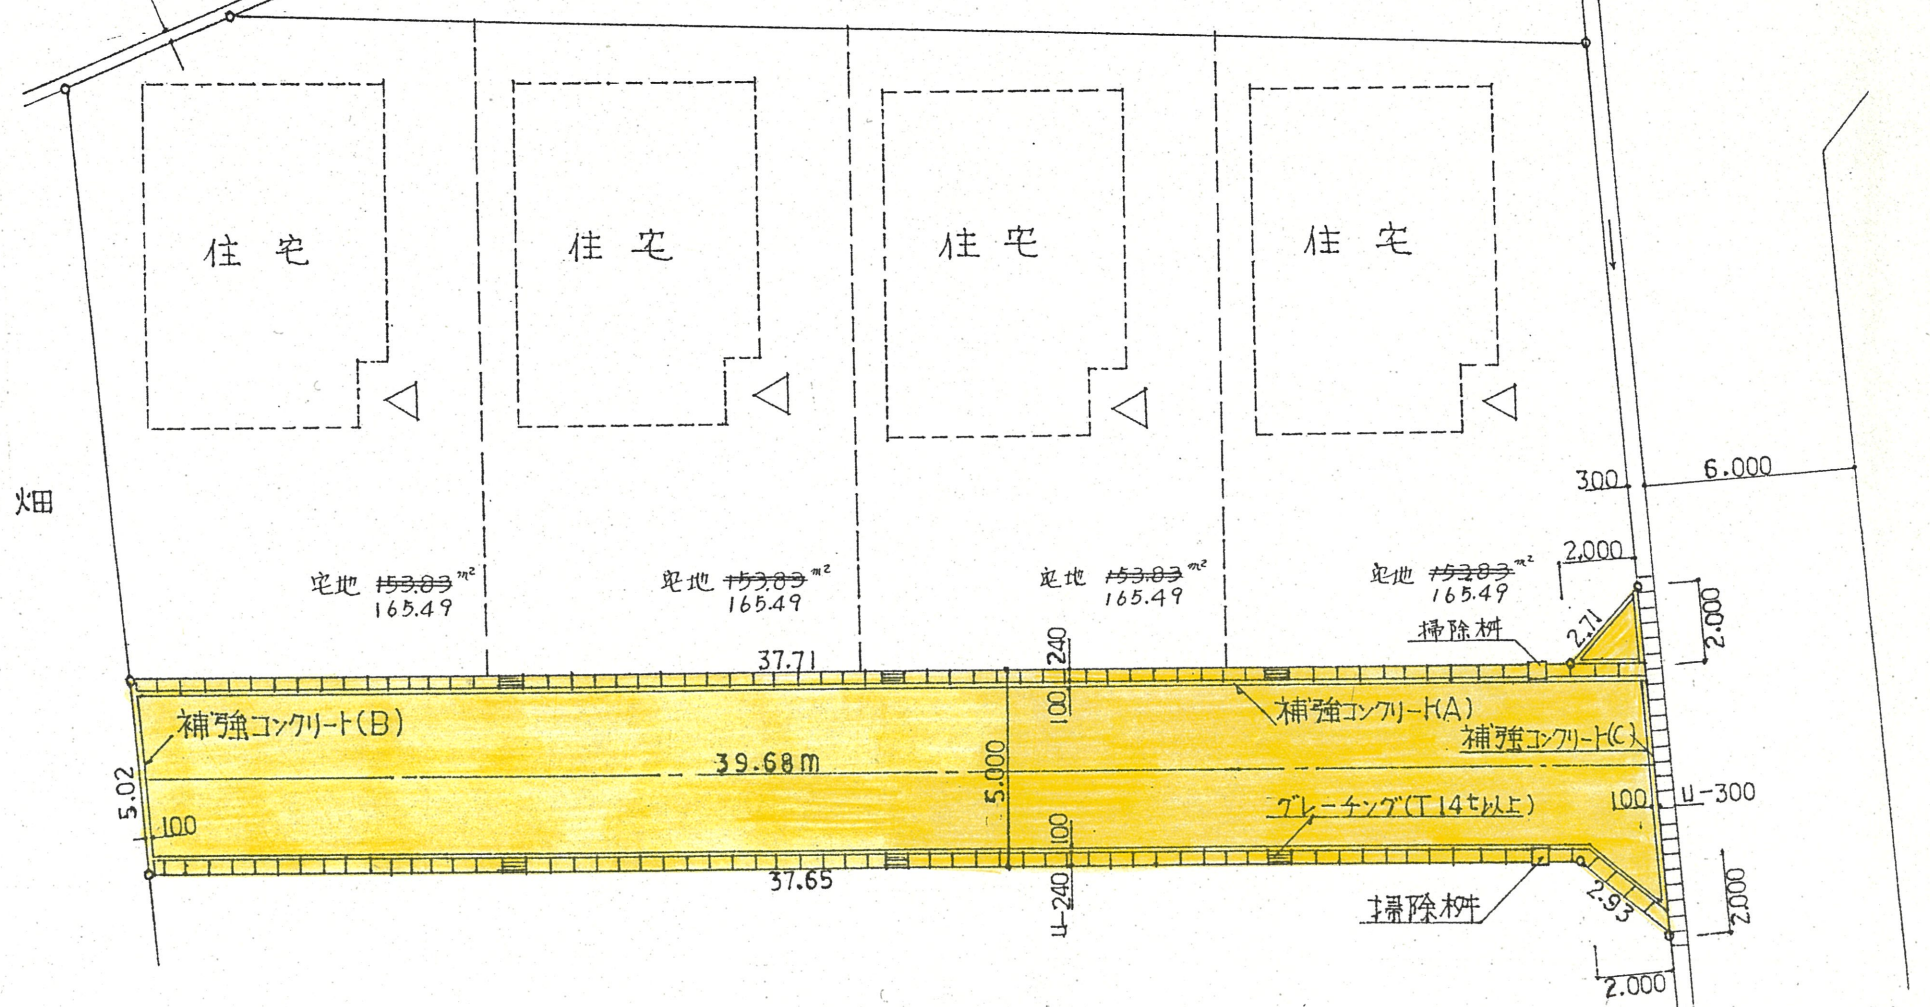 住宅
住宅
住宅
住宅
畑
300
6.000
2.000
宅地 153.83 m²
165.49
宅地 153.83 m²
165.49
宅地 153.83 m²
165.49
宅地 153.83 m²
165.49
掃除桝
2.71
2.000
37.71
240
100
補強コンクリート(B)
補強コンクリート(A)
補強コンクリート(C)
39.68m
5.000
5.02
100
グレーチング(T14t以上)
100
U-300
100
37.65
U-240
掃除桝
2.93
2.000
2.000